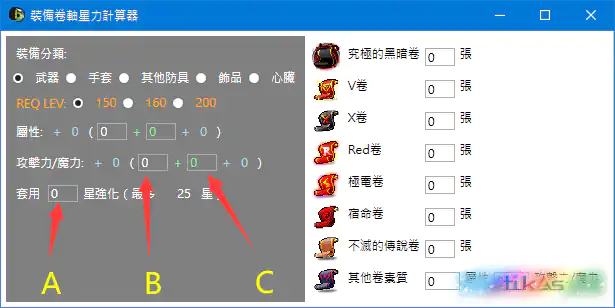 裝備卷軸星力計算器
裝備分類:
武器 手套 其他防具 飾品 心臟
REQ LEV: 150 160 200
屬性: + 0 ( 0 + 0 + 0 )
攻擊力/魔力: + 0 ( 0 + 0 + 0 )
套用 0 星強化 ( 最多 25 星 )
A B C
究極的黑暗卷 0 張
V卷 0 張
X卷 0 張
Red卷 0 張
極電卷 0 張
宿命卷 0 張
不滅的傳說卷 0 張
其他卷素質 0 屬性 攻擊力/魔力
tiKAS